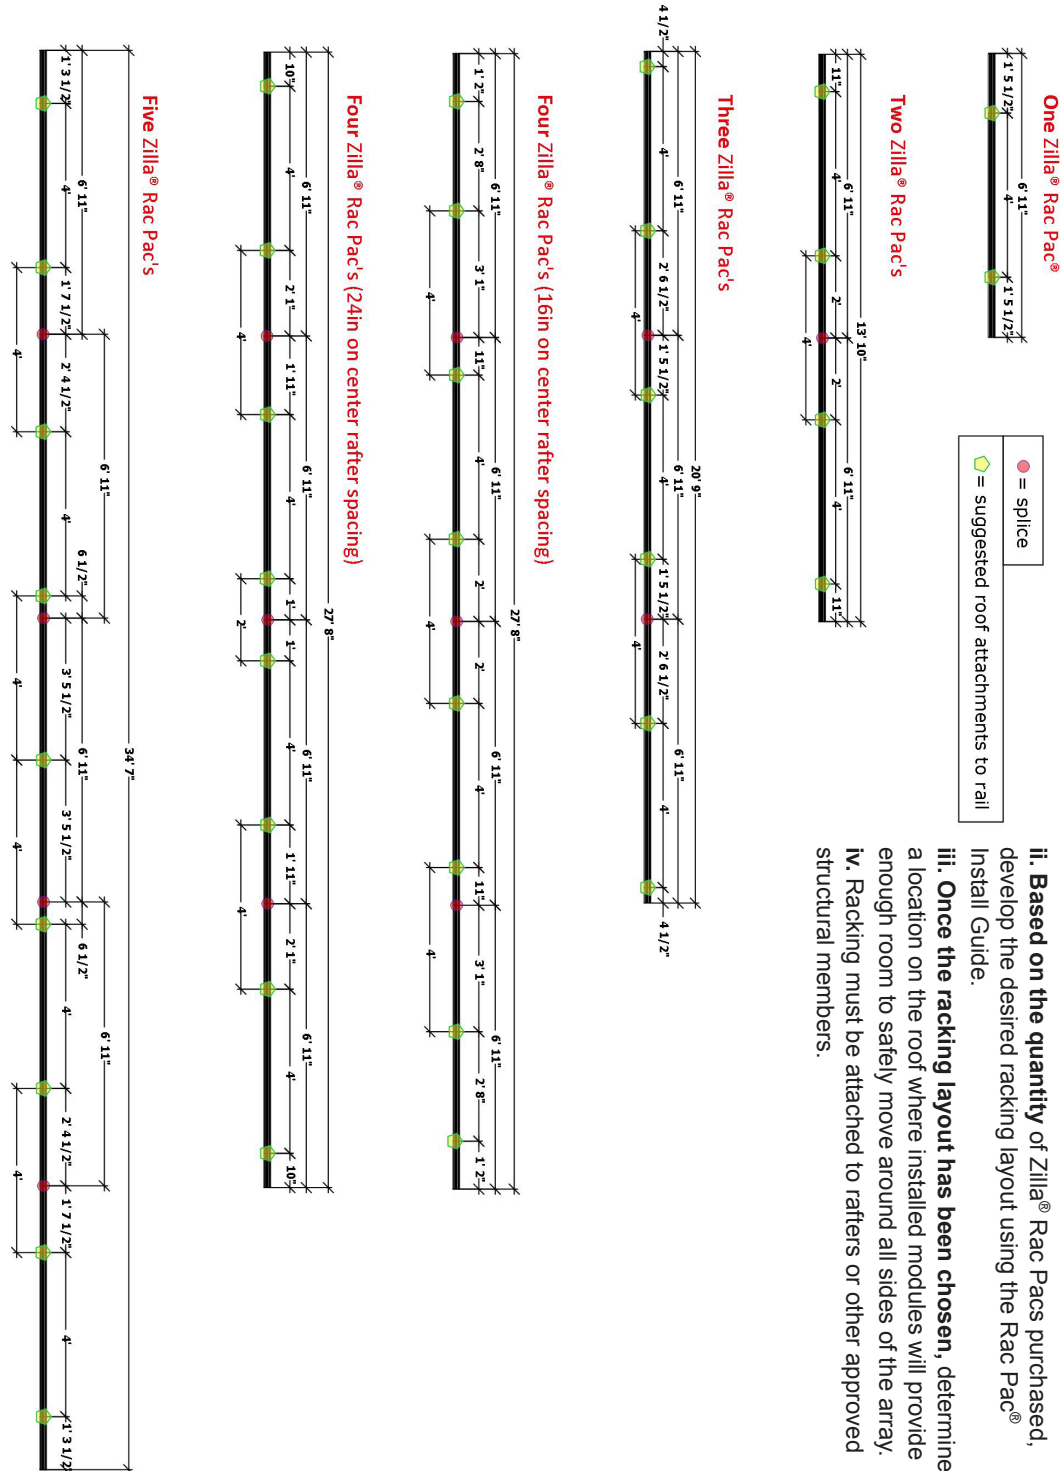 One Zilla® Rac Pac®
6' 11"
1' 5 1/2" 4' 1' 5 1/2"
= splice
= suggested roof attachments to rail
ii. Based on the quantity of Zilla® Rac Pacs purchased,
develop the desired racking layout using the Rac Pac®
Install Guide.
iii. Once the racking layout has been chosen, determine
a location on the roof where installed modules will provide
enough room to safely move around all sides of the array.
iv. Racking must be attached to rafters or other approved
structural members.
Two Zilla® Rac Pac's
13' 10"
6' 11" 6' 11"
11" 4' 2' 2' 4' 11"
4'
Three Zilla® Rac Pac's
20' 9"
6' 11" 6' 11" 6' 11"
4 1/2" 4' 2' 6 1/2" 1' 5 1/2" 4' 1' 5 1/2" 2' 6 1/2" 4' 4 1/2"
4' 4'
Four Zilla® Rac Pac's (16in on center rafter spacing)
27' 8"
6' 11" 6' 11" 6' 11" 6' 11"
1' 2" 2' 8" 3' 1" 11" 4' 2' 2' 4' 11" 3' 1" 2' 8" 1' 2"
4' 4' 4'
Four Zilla® Rac Pac's (24in on center rafter spacing)
27' 8"
6' 11" 6' 11" 6' 11" 6' 11"
10" 4' 2' 1" 1' 11" 4' 1' 1' 4' 1' 11" 2' 1" 4' 10"
4' 2' 4'
Five Zilla® Rac Pac's
34' 7"
6' 11" 6' 11"
6' 11" 6 1/2" 6' 11" 6 1/2"
1' 3 1/2" 4' 1' 7 1/2" 2' 4 1/2" 4' 3' 5 1/2" 3' 5 1/2" 4' 2' 4 1/2" 1' 7 1/2" 4' 1' 3 1/2"
4' 4' 4' 4'